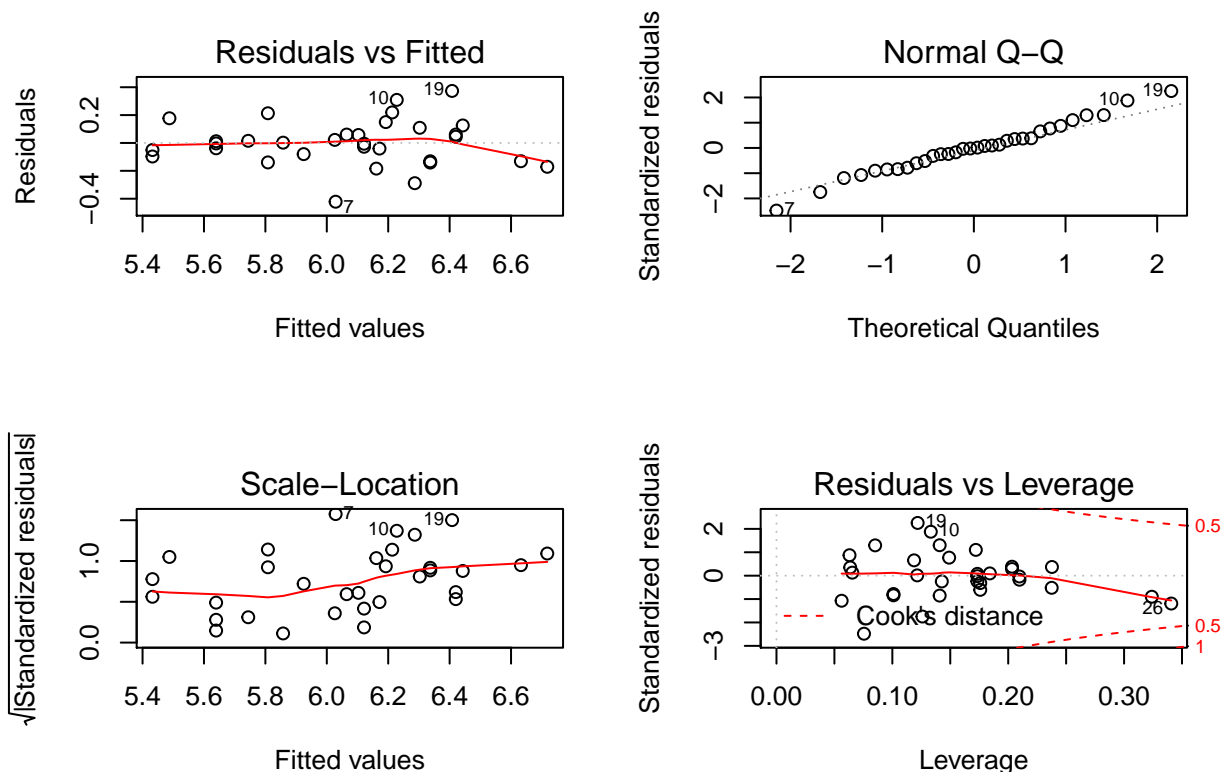 Residuals vs Fitted
Residuals
0.2
−0.4
10
19
7
5.4 5.6 5.8 6.0 6.2 6.4 6.6
Fitted values
Normal Q−Q
Standardized residuals
2
0
−2
10
19
7
−2 −1 0 1 2
Theoretical Quantiles
Scale−Location
√|Standardized residuals|
1.0
0.0
7
10
19
5.4 5.6 5.8 6.0 6.2 6.4 6.6
Fitted values
Residuals vs Leverage
Standardized residuals
2
0
−3
19
10
26
Cook's distance
0.5
0.5
1
0.00 0.10 0.20 0.30
Leverage